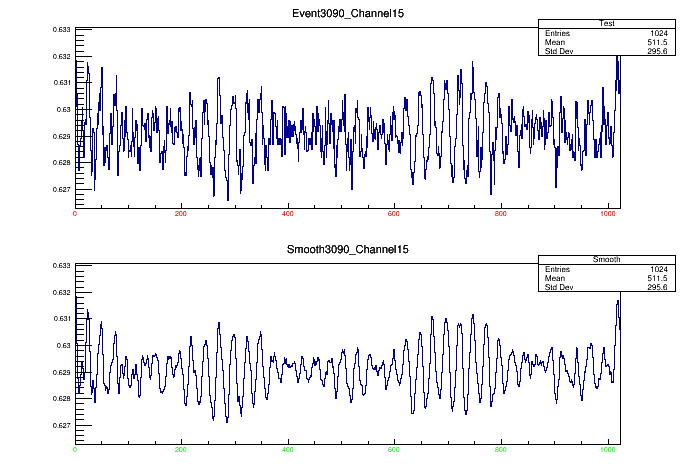 Event3090_Channel15
Test
Entries 1024
Mean 511.5
Std Dev 295.6
0.633
0.632
0.631
0.63
0.629
0.628
0.627
0 200 400 600 800 1000
Smooth3090_Channel15
Smooth
Entries 1024
Mean 511.5
Std Dev 295.6
0.633
0.632
0.631
0.63
0.629
0.628
0.627
0 200 400 600 800 1000